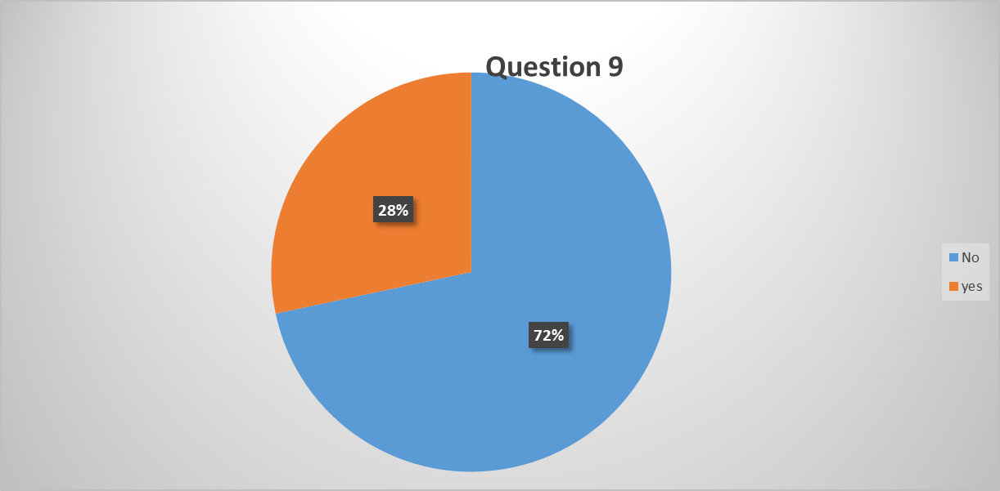 Question 9
28%
72%
No
yes